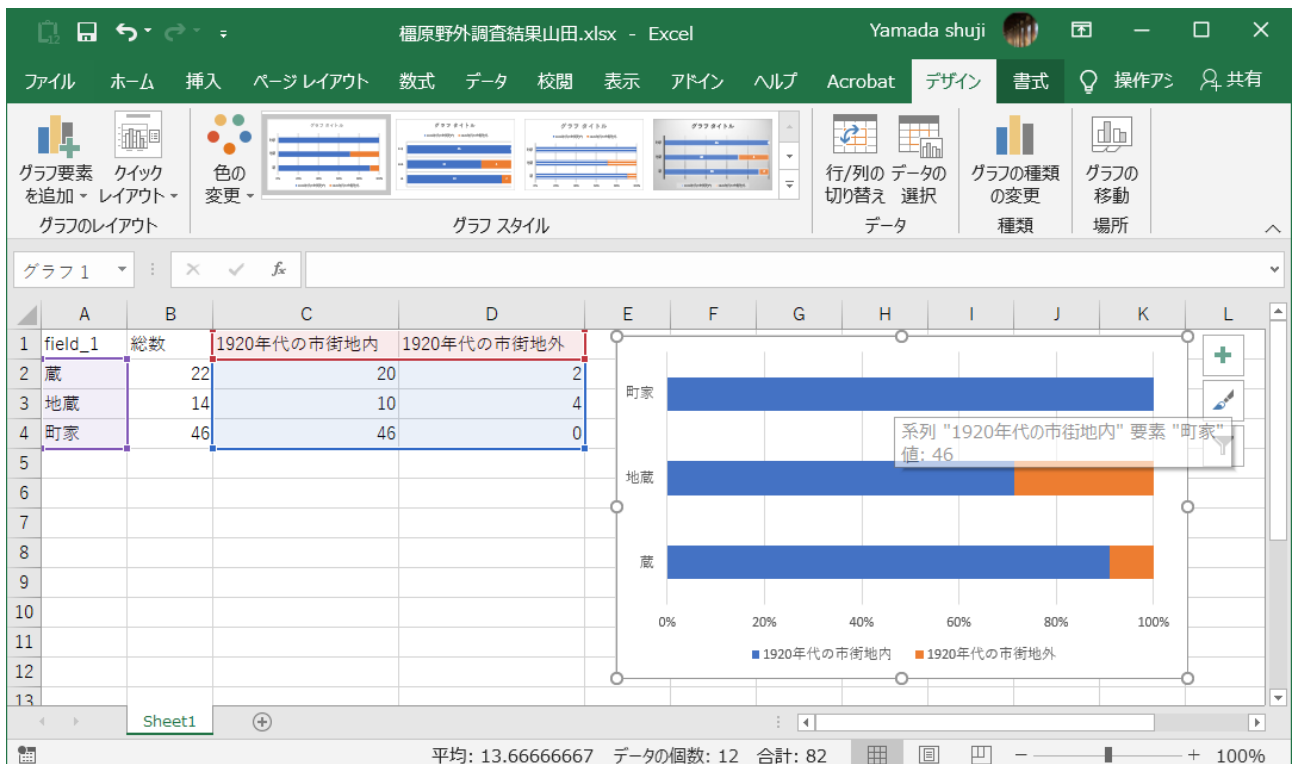 橿原野外調査結果山田.xlsx - Excel
Yamada shuji
ファイル ホーム 挿入 ページ レイアウト 数式 データ 校閲 表示 アドイン ヘルプ Acrobat デザイン 書式 操作アシ 共有
グラフ要素を追加 クイックレイアウト 色の変更 行/列の切り替え データの選択 グラフの種類の変更 グラフの移動
グラフのレイアウト グラフ スタイル データ 種類 場所
グラフ 1 fx
A B C D E F G H I J K L
1 field_1 総数 1920年代の市街地内 1920年代の市街地外
2 蔵 22 20 2
3 地蔵 14 10 4
4 町家 46 46 0
5
6
7
8
9
10
11
12
13
町家
系列 "1920年代の市街地内" 要素 "町家"
値: 46
地蔵
蔵
0% 20% 40% 60% 80% 100%
1920年代の市街地内 1920年代の市街地外
Sheet1
平均: 13.66666667 データの個数: 12 合計: 82 100%